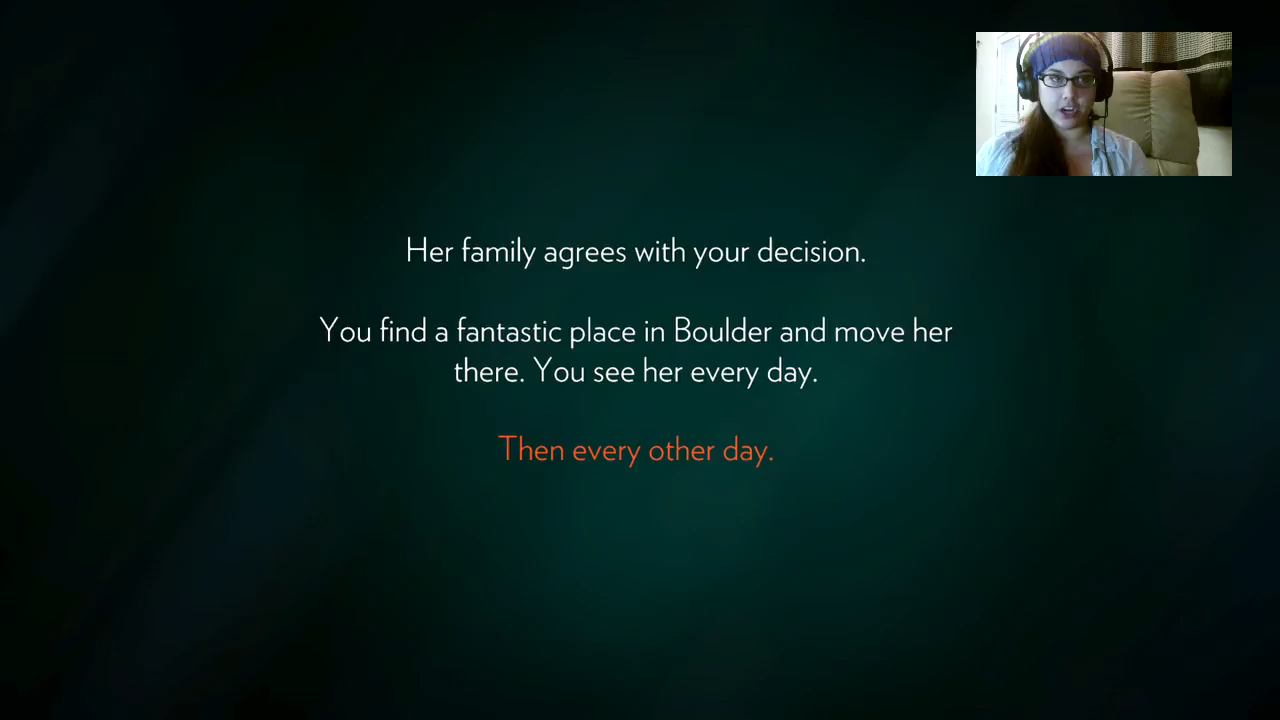 Her family agrees with your decision.
You find a fantastic place in Boulder and move her
there. You see her every day.
Then every other day.